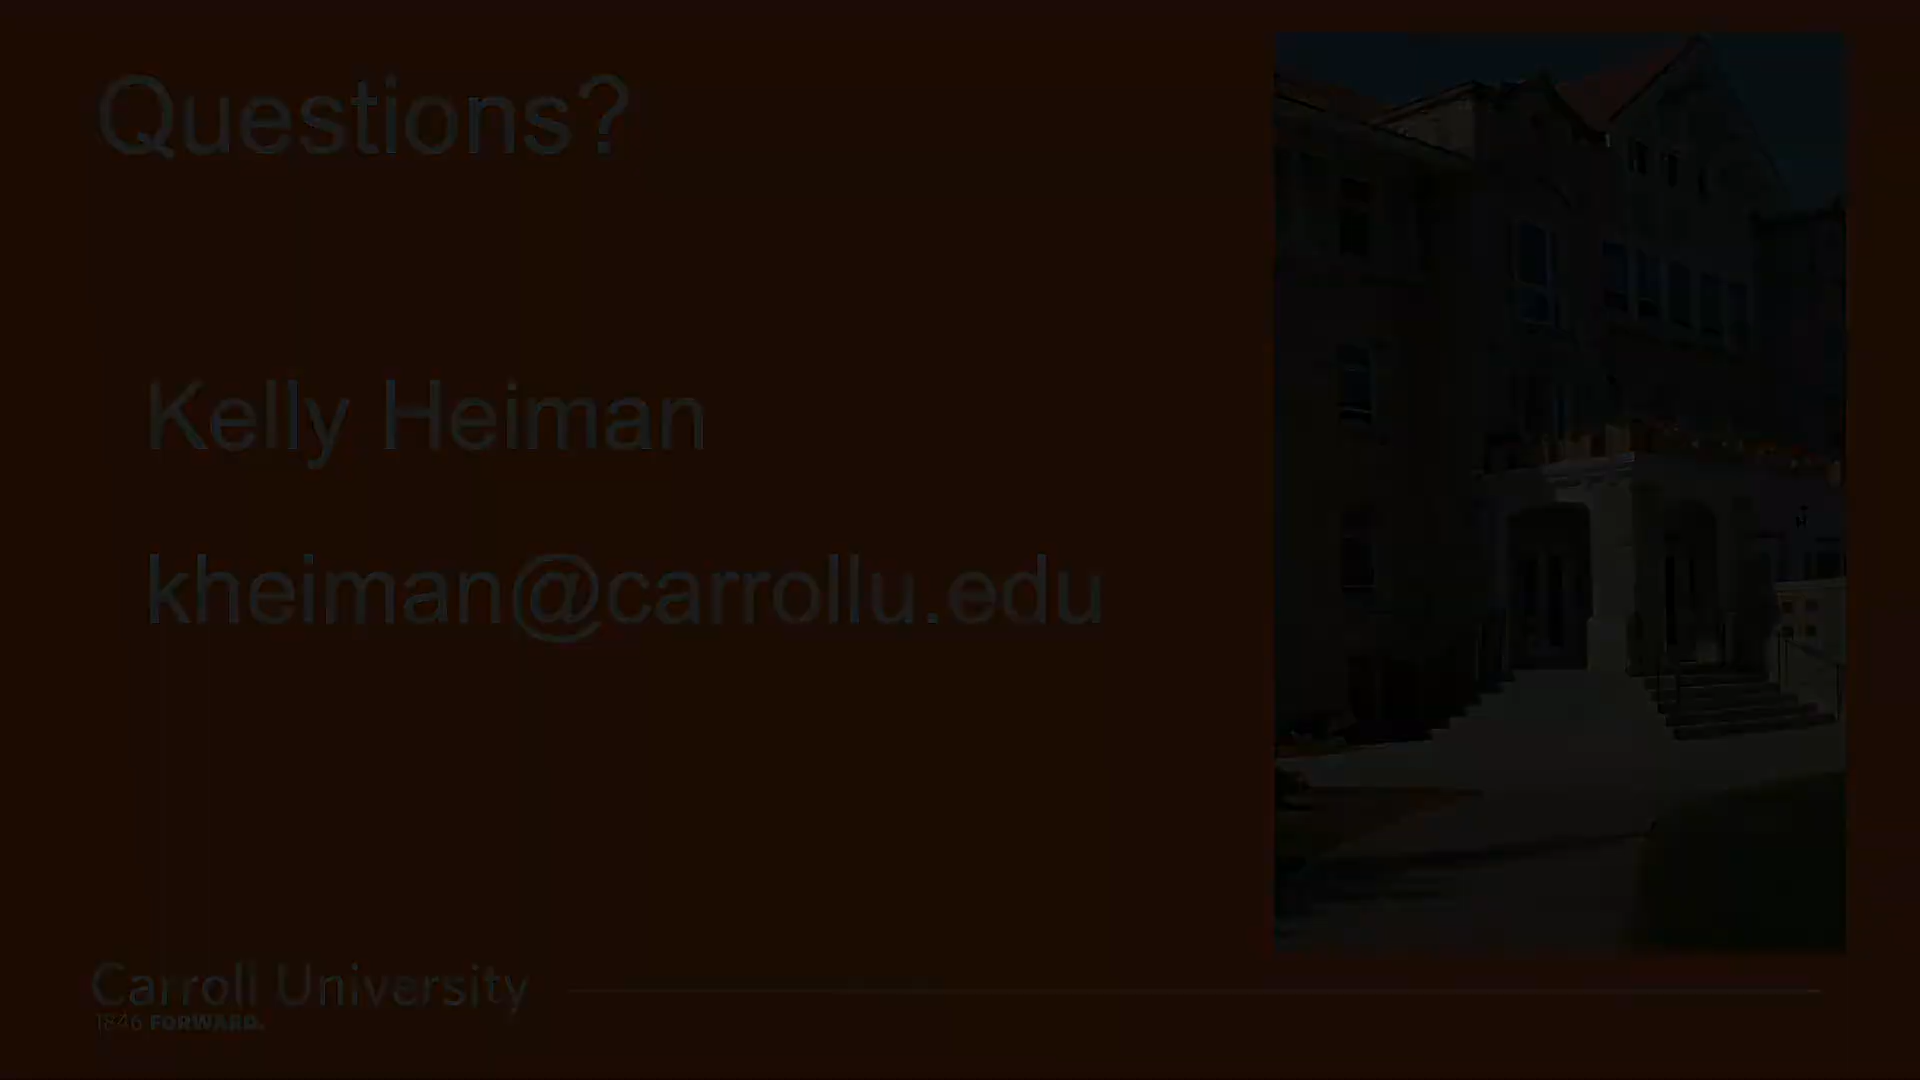 Questions?
Kelly Heiman
kheiman@carrollu.edu
Carroll University
1846 FORWARD.